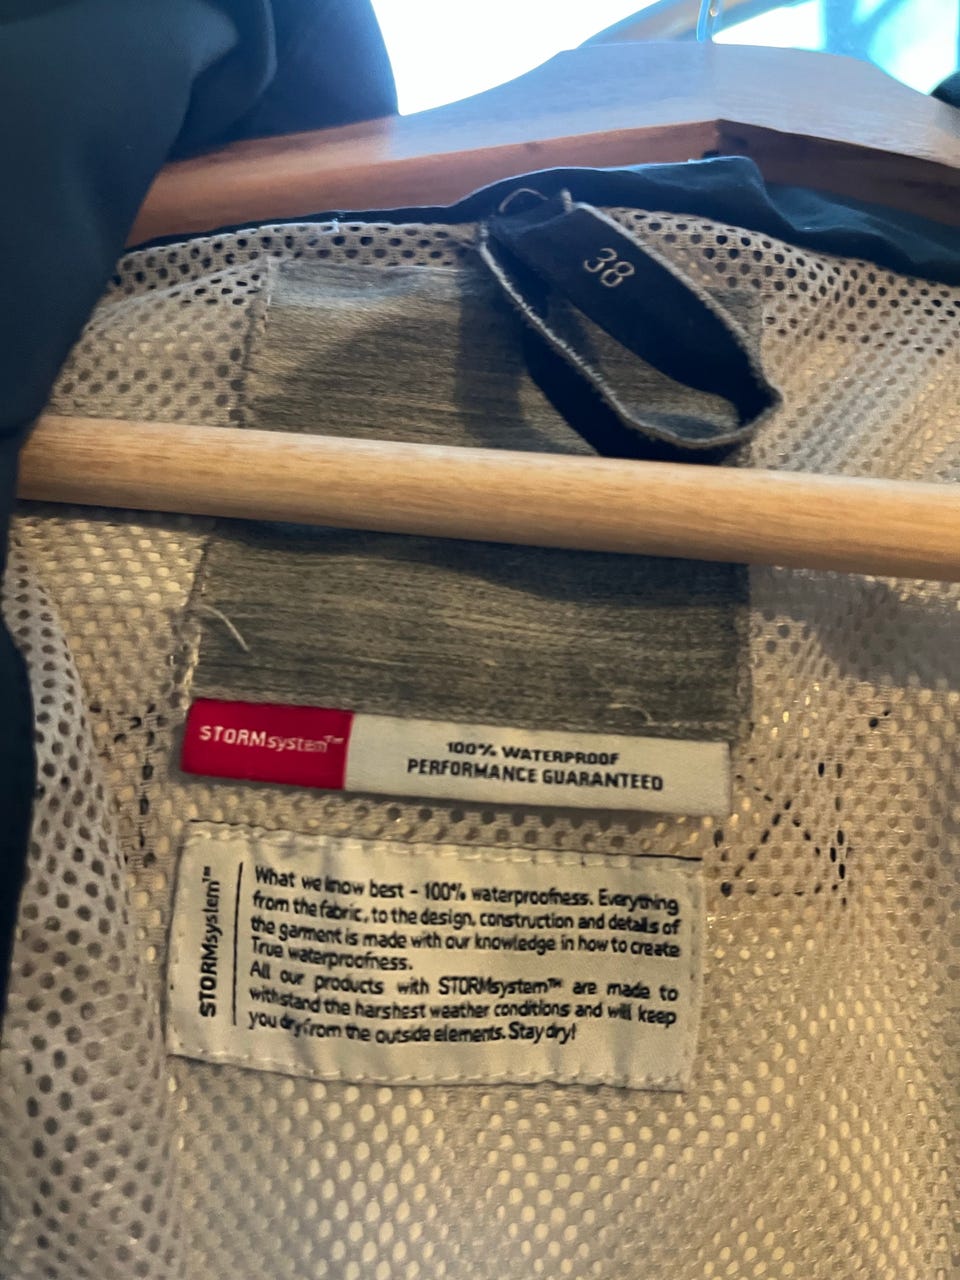 38
STORMsystem™
100% WATERPROOF
PERFORMANCE GUARANTEED
STORMsystem™
What we know best - 100% waterproofness. Everything
from the fabric, to the design, construction and details of
the garment is made with our knowledge in how to create
True waterproofness.
All our products with STORMsystem™ are made to
withstand the harshest weather conditions and will keep
you dry from the outside elements. Stay dry!